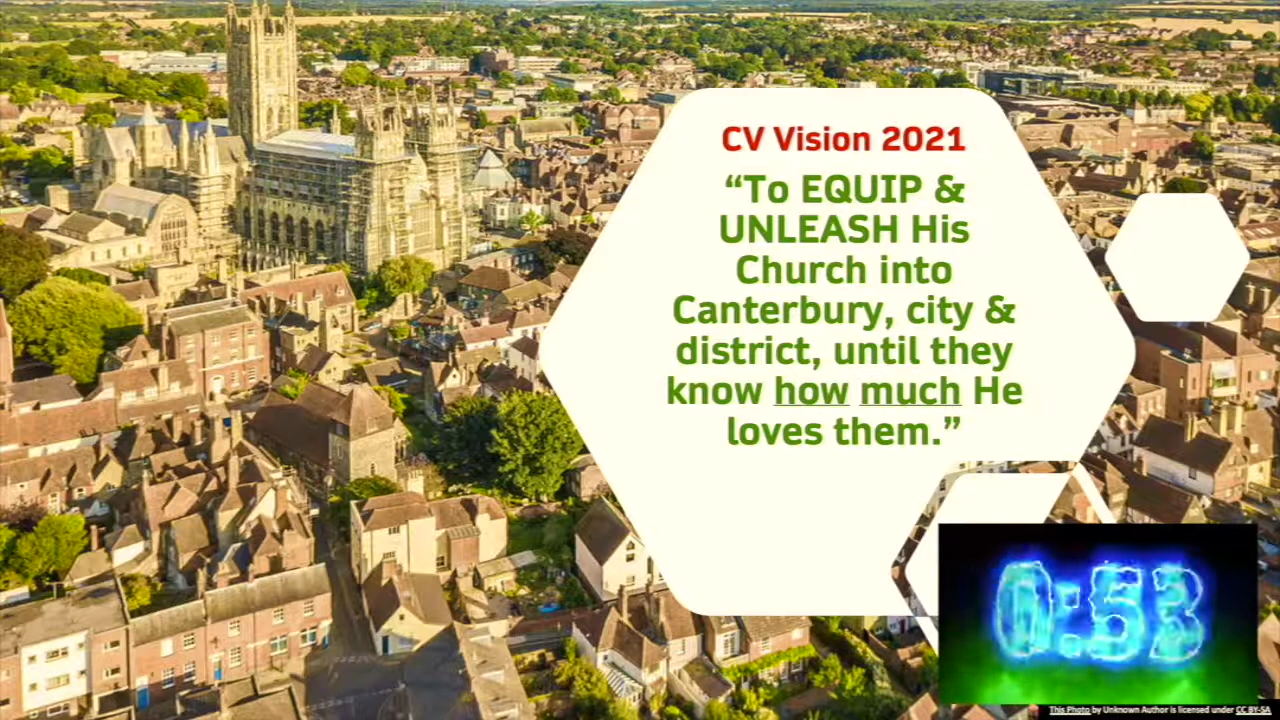 CV Vision 2021
“To EQUIP &
UNLEASH His
Church into
Canterbury, city &
district, until they
know how much He
loves them.”
0:53
This Photo by Unknown Author is licensed under CC BY-SA